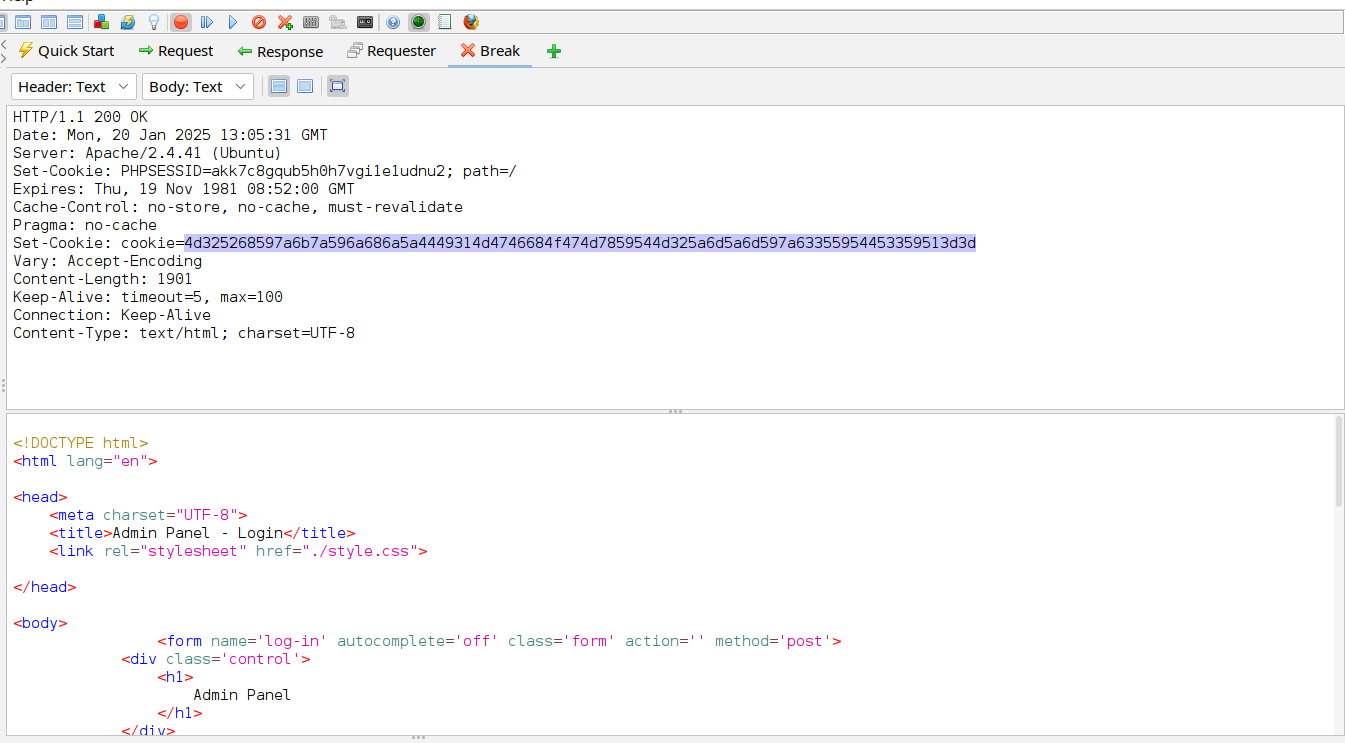 Quick Start Request Response Requester Break
Header: Text Body: Text
HTTP/1.1 200 OK
Date: Mon, 20 Jan 2025 13:05:31 GMT
Server: Apache/2.4.41 (Ubuntu)
Set-Cookie: PHPSESSID=akk7c8gqub5h0h7vgi1e1udnu2; path=/
Expires: Thu, 19 Nov 1981 08:52:00 GMT
Cache-Control: no-store, no-cache, must-revalidate
Pragma: no-cache
Set-Cookie: cookie=4d325268597a6b7a596a686a5a4449314d4746684f474d7859544d325a6d5a6d597a63355954453359513d3d
Vary: Accept-Encoding
Content-Length: 1901
Keep-Alive: timeout=5, max=100
Connection: Keep-Alive
Content-Type: text/html; charset=UTF-8
<!DOCTYPE html>
<html lang="en">
<head>
<meta charset="UTF-8">
<title>Admin Panel - Login</title>
<link rel="stylesheet" href="./style.css">
</head>
<body>
<form name='log-in' autocomplete='off' class='form' action='' method='post'>
<div class='control'>
<h1>
Admin Panel
</h1>
</div>